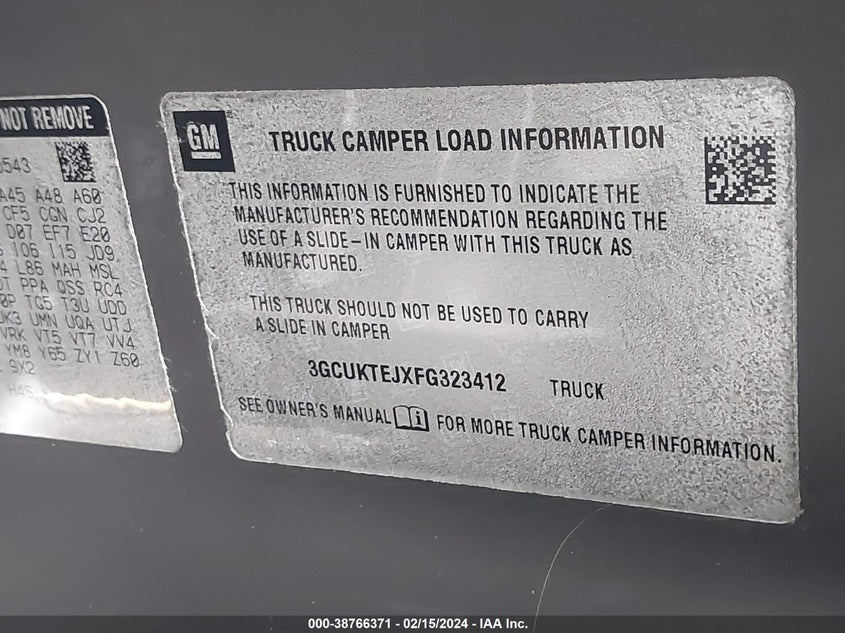 NOT REMOVE
543
A45 A48 A60
CF5 CGN CJ2
D07 EF7 E20
106 115 JD9
L86 MAH MSL
PPA QSS RC4
TG5 T3U UDD
UK3 UMN UQA UTJ
VRK VT5 VT7 VV4
YM8 Y65 ZY1 Z60
9X2
GM
TRUCK CAMPER LOAD INFORMATION
THIS INFORMATION IS FURNISHED TO INDICATE THE
MANUFACTURER'S RECOMMENDATION REGARDING THE
USE OF A SLIDE-IN CAMPER WITH THIS TRUCK AS
MANUFACTURED.
THIS TRUCK SHOULD NOT BE USED TO CARRY
A SLIDE IN CAMPER
3GCUKTEJXFG323412 TRUCK
SEE OWNER'S MANUAL FOR MORE TRUCK CAMPER INFORMATION.
000-38766371 - 02/15/2024 - IAA Inc.